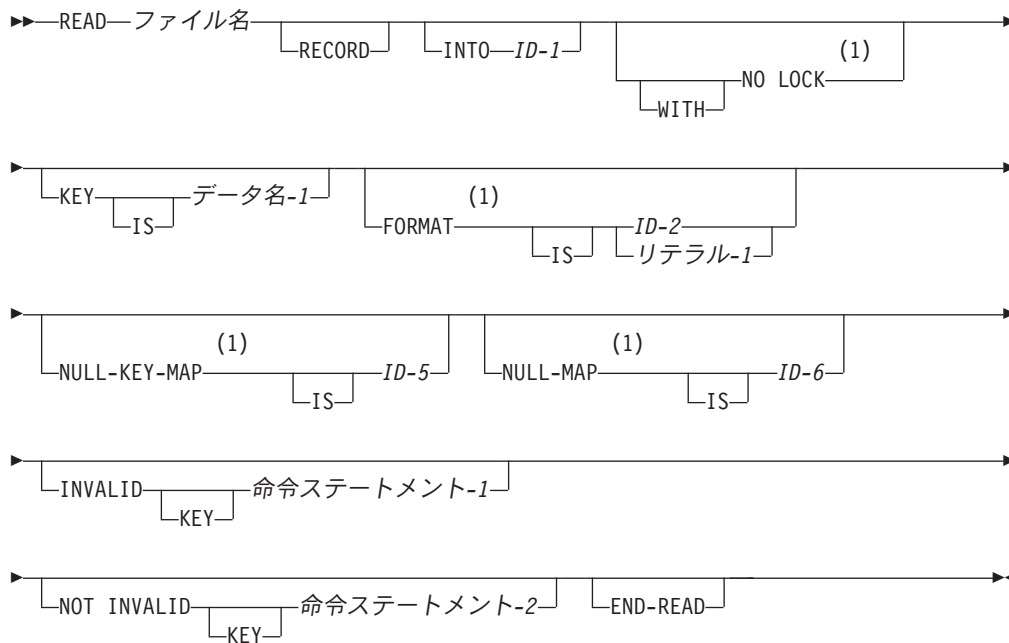 READ ファイル名 RECORD INTO ID-1 WITH NO LOCK (1)
KEY IS データ名-1 FORMAT (1) IS ID-2 リテラル-1
NULL-KEY-MAP (1) IS ID-5 NULL-MAP (1) IS ID-6
INVALID KEY 命令ステートメント-1
NOT INVALID KEY 命令ステートメント-2 END-READ